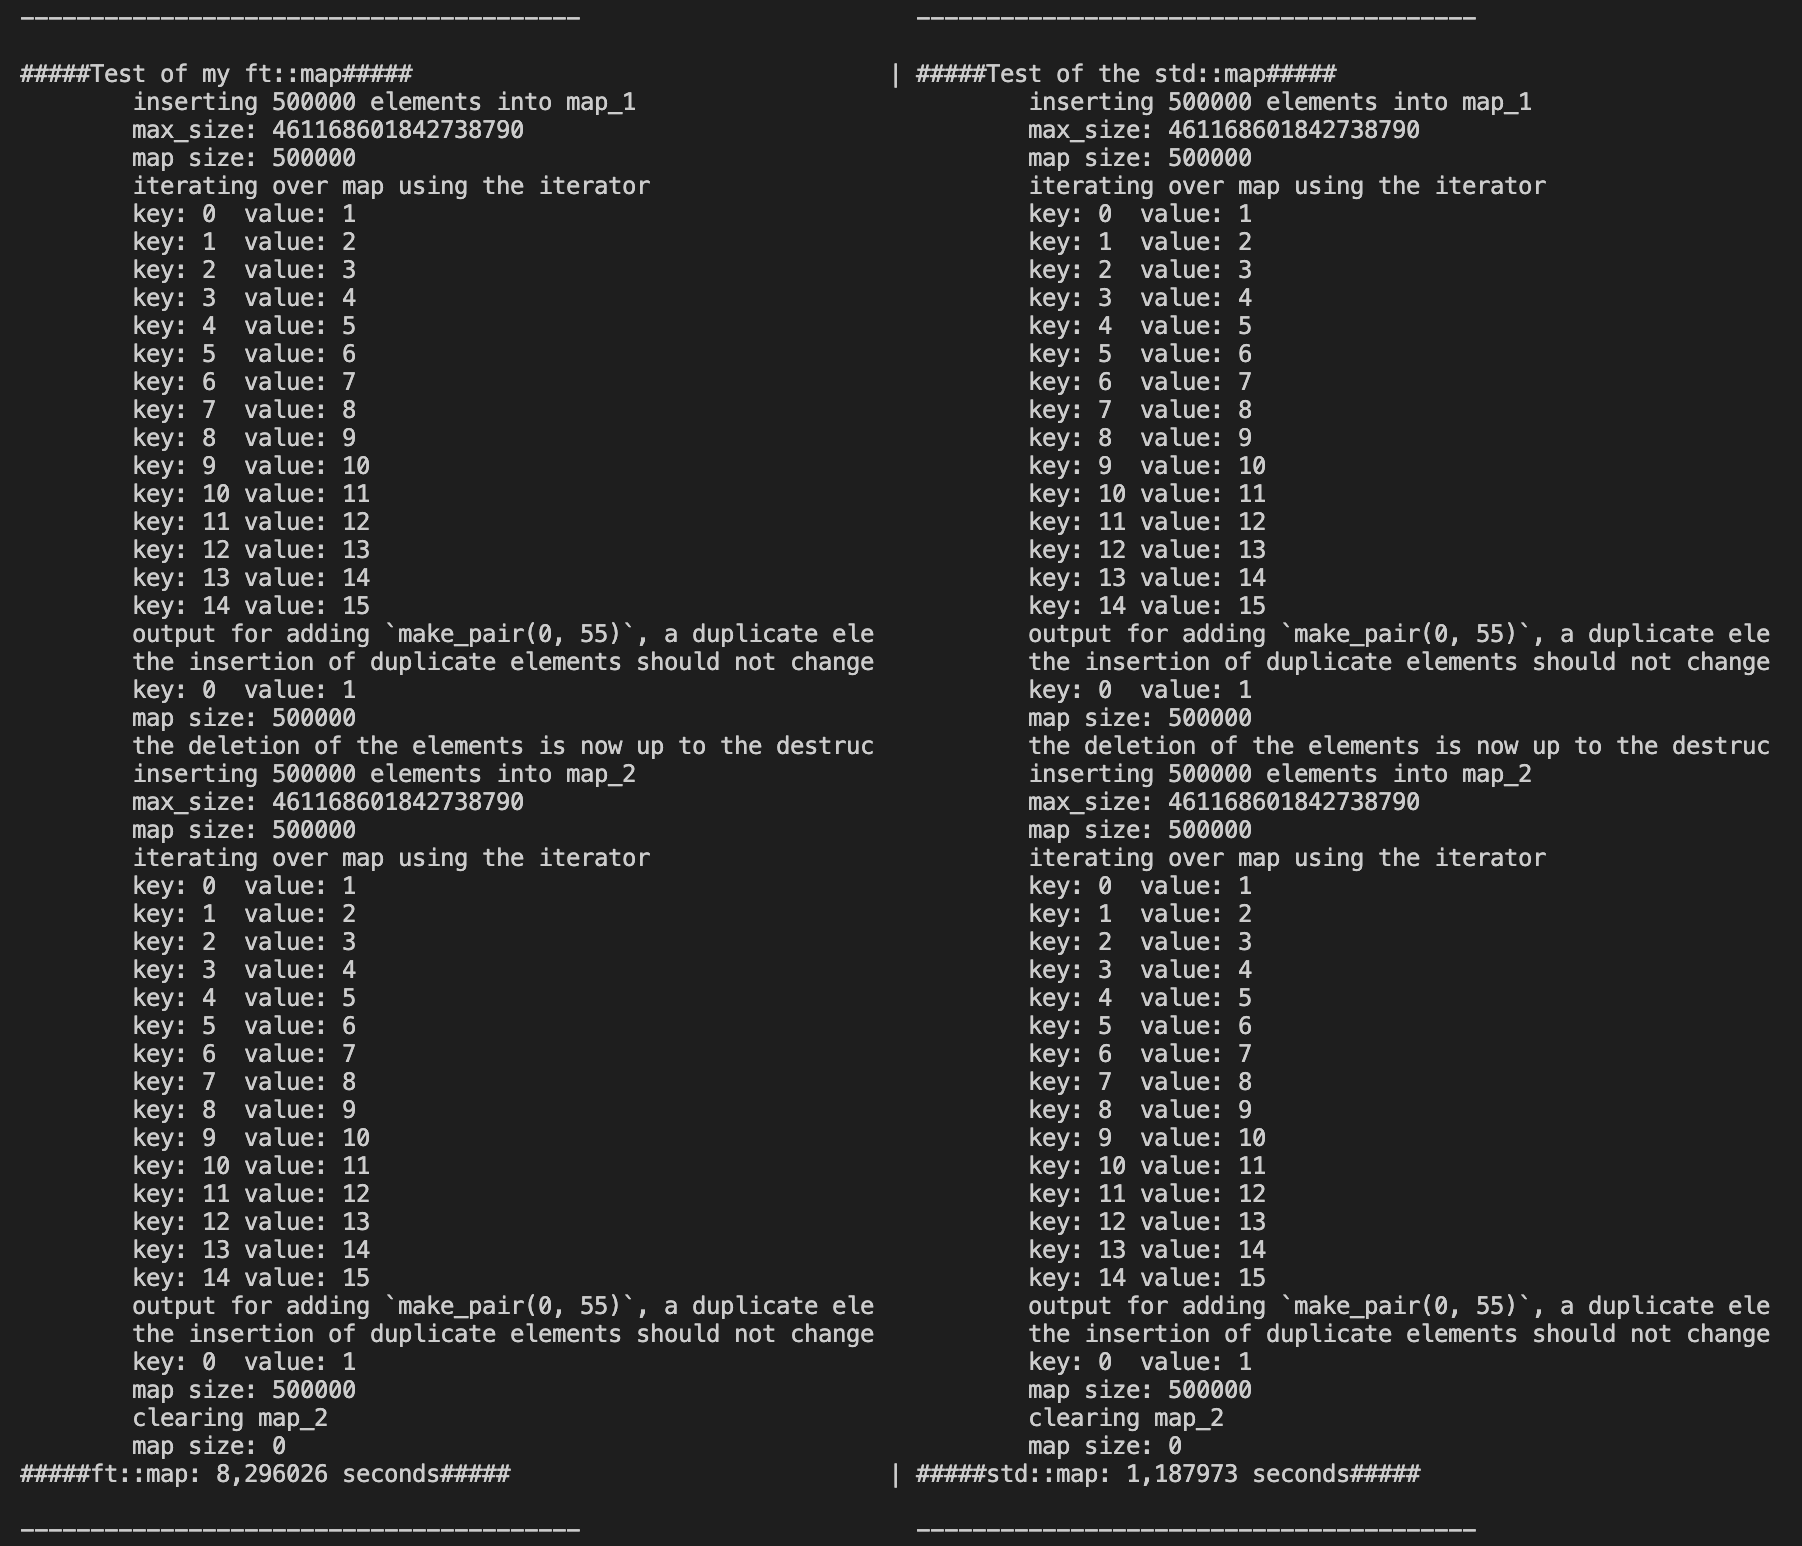 ----------------------------------------                        ----------------------------------------
#####Test of my ft::map#####                                  | #####Test of the std::map#####
        inserting 500000 elements into map_1                            inserting 500000 elements into map_1
        max_size: 461168601842738790                                    max_size: 461168601842738790
        map size: 500000                                                map size: 500000
        iterating over map using the iterator                           iterating over map using the iterator
        key: 0  value: 1                                                key: 0  value: 1
        key: 1  value: 2                                                key: 1  value: 2
        key: 2  value: 3                                                key: 2  value: 3
        key: 3  value: 4                                                key: 3  value: 4
        key: 4  value: 5                                                key: 4  value: 5
        key: 5  value: 6                                                key: 5  value: 6
        key: 6  value: 7                                                key: 6  value: 7
        key: 7  value: 8                                                key: 7  value: 8
        key: 8  value: 9                                                key: 8  value: 9
        key: 9  value: 10                                               key: 9  value: 10
        key: 10 value: 11                                               key: 10 value: 11
        key: 11 value: 12                                               key: 11 value: 12
        key: 12 value: 13                                               key: 12 value: 13
        key: 13 value: 14                                               key: 13 value: 14
        key: 14 value: 15                                               key: 14 value: 15
        output for adding `make_pair(0, 55)`, a duplicate ele           output for adding `make_pair(0, 55)`, a duplicate ele
        the insertion of duplicate elements should not change           the insertion of duplicate elements should not change
        key: 0  value: 1                                                key: 0  value: 1
        map size: 500000                                                map size: 500000
        the deletion of the elements is now up to the destruc           the deletion of the elements is now up to the destruc
        inserting 500000 elements into map_2                            inserting 500000 elements into map_2
        max_size: 461168601842738790                                    max_size: 461168601842738790
        map size: 500000                                                map size: 500000
        iterating over map using the iterator                           iterating over map using the iterator
        key: 0  value: 1                                                key: 0  value: 1
        key: 1  value: 2                                                key: 1  value: 2
        key: 2  value: 3                                                key: 2  value: 3
        key: 3  value: 4                                                key: 3  value: 4
        key: 4  value: 5                                                key: 4  value: 5
        key: 5  value: 6                                                key: 5  value: 6
        key: 6  value: 7                                                key: 6  value: 7
        key: 7  value: 8                                                key: 7  value: 8
        key: 8  value: 9                                                key: 8  value: 9
        key: 9  value: 10                                               key: 9  value: 10
        key: 10 value: 11                                               key: 10 value: 11
        key: 11 value: 12                                               key: 11 value: 12
        key: 12 value: 13                                               key: 12 value: 13
        key: 13 value: 14                                               key: 13 value: 14
        key: 14 value: 15                                               key: 14 value: 15
        output for adding `make_pair(0, 55)`, a duplicate ele           output for adding `make_pair(0, 55)`, a duplicate ele
        the insertion of duplicate elements should not change           the insertion of duplicate elements should not change
        key: 0  value: 1                                                key: 0  value: 1
        map size: 500000                                                map size: 500000
        clearing map_2                                                  clearing map_2
        map size: 0                                                     map size: 0
#####ft::map: 8,296026 seconds#####                           | #####std::map: 1,187973 seconds#####
----------------------------------------                        ----------------------------------------